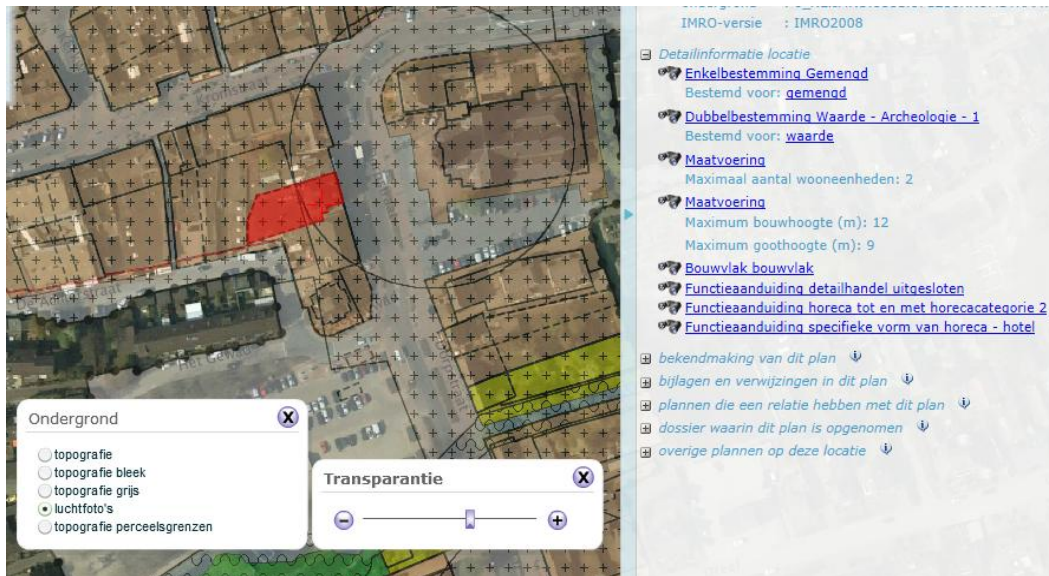 IMRO-versie : IMRO2008
Detailinformatie locatie
Enkelbestemming Gemengd
Bestemd voor: gemengd
Dubbelbestemming Waarde - Archeologie - 1
Bestemd voor: waarde
Maatvoering
Maximaal aantal wooneenheden: 2
Maatvoering
Maximum bouwhoogte (m): 12
Maximum goothoogte (m): 9
Bouwvlak bouwvlak
Functieaanduiding detailhandel uitgesloten
Functieaanduiding horeca tot en met horecacategorie 2
Functieaanduiding specifieke vorm van horeca - hotel
bekendmaking van dit plan
bijlagen en verwijzingen in dit plan
plannen die een relatie hebben met dit plan
dossier waarin dit plan is opgenomen
overige plannen op deze locatie
Ondergrond
topografie
topografie bleek
topografie grijs
luchtfoto's
topografie perceelsgrenzen
Transparantie